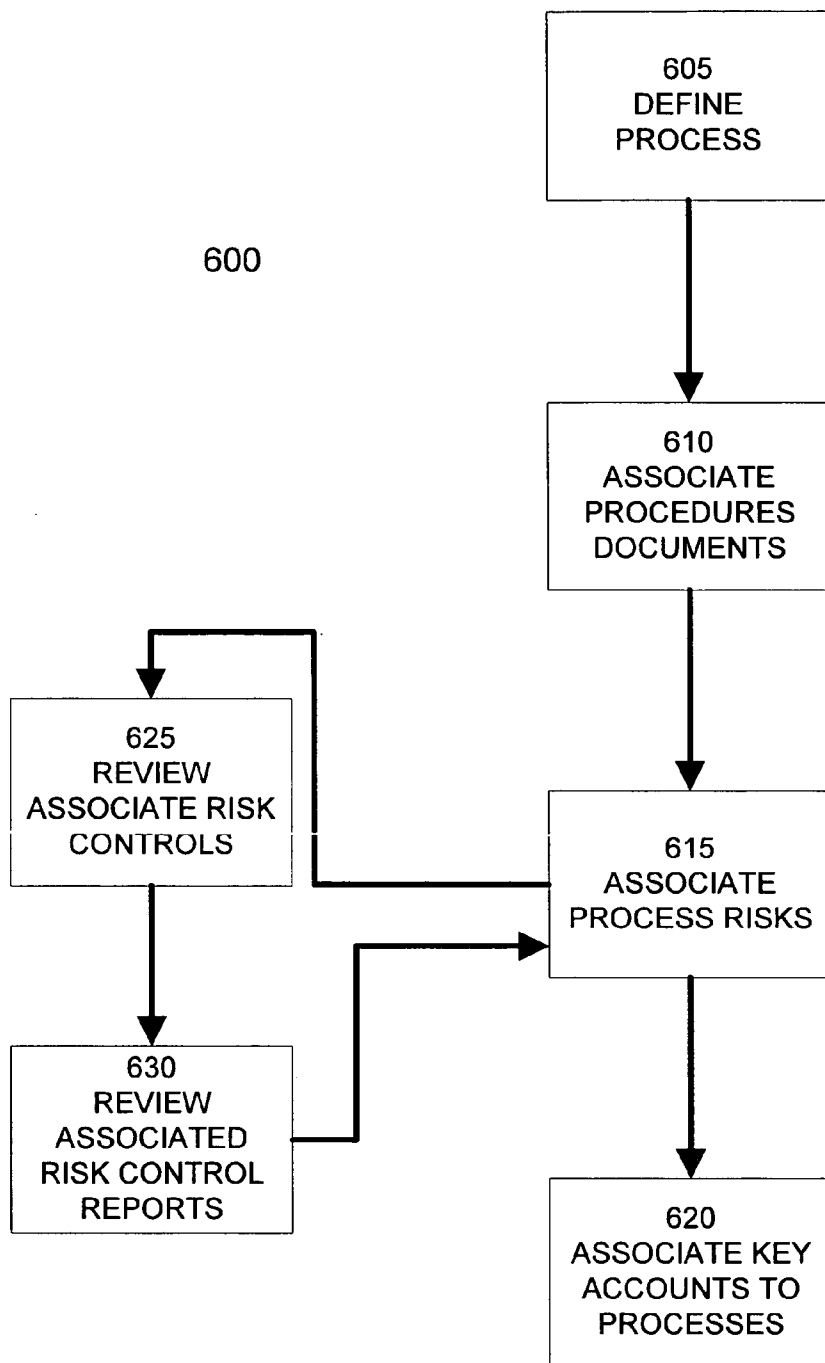 605
DEFINE
PROCESS
600
610
ASSOCIATE
PROCEDURES
DOCUMENTS
625
REVIEW
ASSOCIATE RISK
CONTROLS
615
ASSOCIATE
PROCESS RISKS
630
REVIEW
ASSOCIATED
RISK CONTROL
REPORTS
620
ASSOCIATE KEY
ACCOUNTS TO
PROCESSES